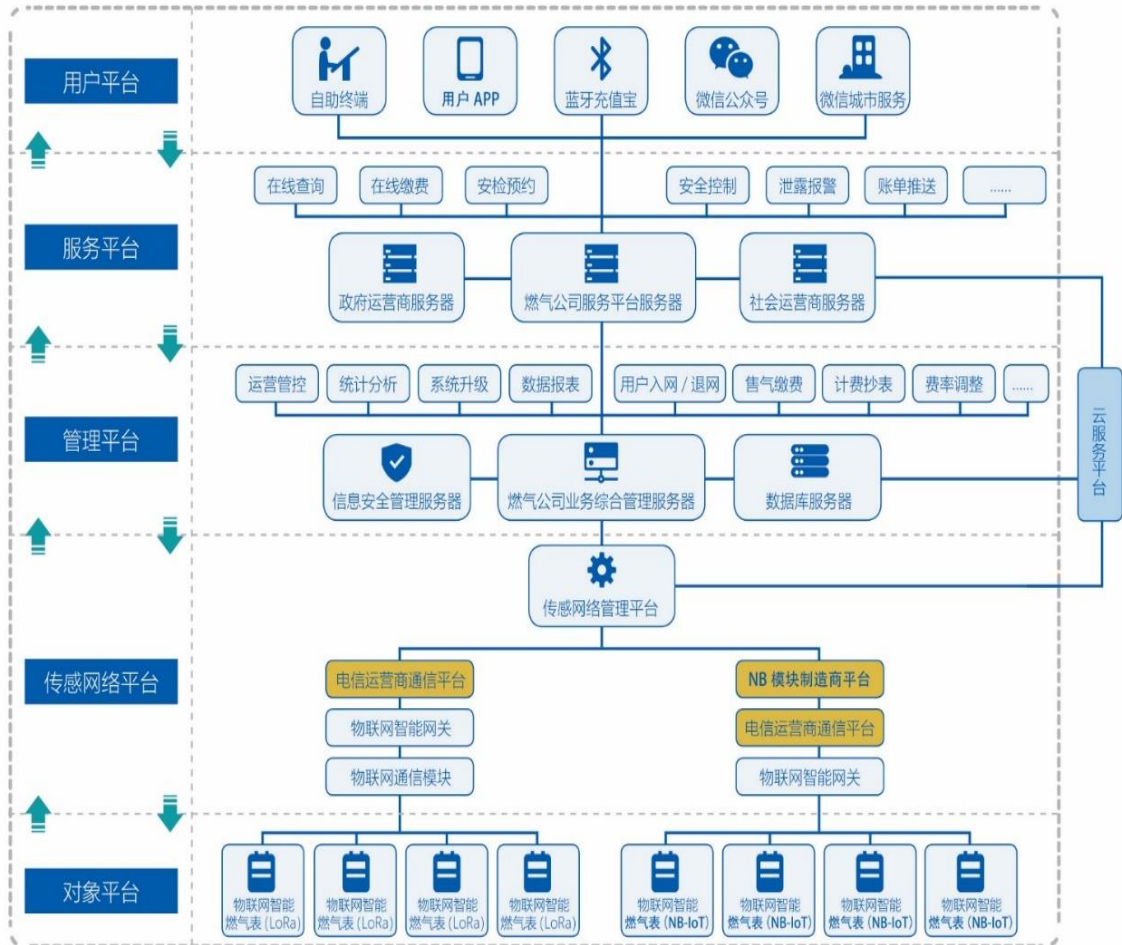 用户平台
自助终端
用户 APP
蓝牙充值宝
微信公众号
微信城市服务
服务平台
在线查询
在线缴费
安检预约
安全控制
泄露报警
账单推送
......
政府运营商服务器
燃气公司服务平台服务器
社会运营商服务器
云服务平台
管理平台
运营管控
统计分析
系统升级
数据报表
用户入网 / 退网
售气缴费
计费抄表
费率调整
......
信息安全管理服务器
燃气公司业务综合管理服务器
数据库服务器
传感网络平台
传感网络管理平台
电信运营商通信平台
物联网智能网关
物联网通信模块
NB 模块制造商平台
电信运营商通信平台
物联网智能网关
对象平台
物联网智能
燃气表 (LoRa)
物联网智能
燃气表 (LoRa)
物联网智能
燃气表 (LoRa)
物联网智能
燃气表 (LoRa)
物联网智能
燃气表 (NB-IoT)
物联网智能
燃气表 (NB-IoT)
物联网智能
燃气表 (NB-IoT)
物联网智能
燃气表 (NB-IoT)